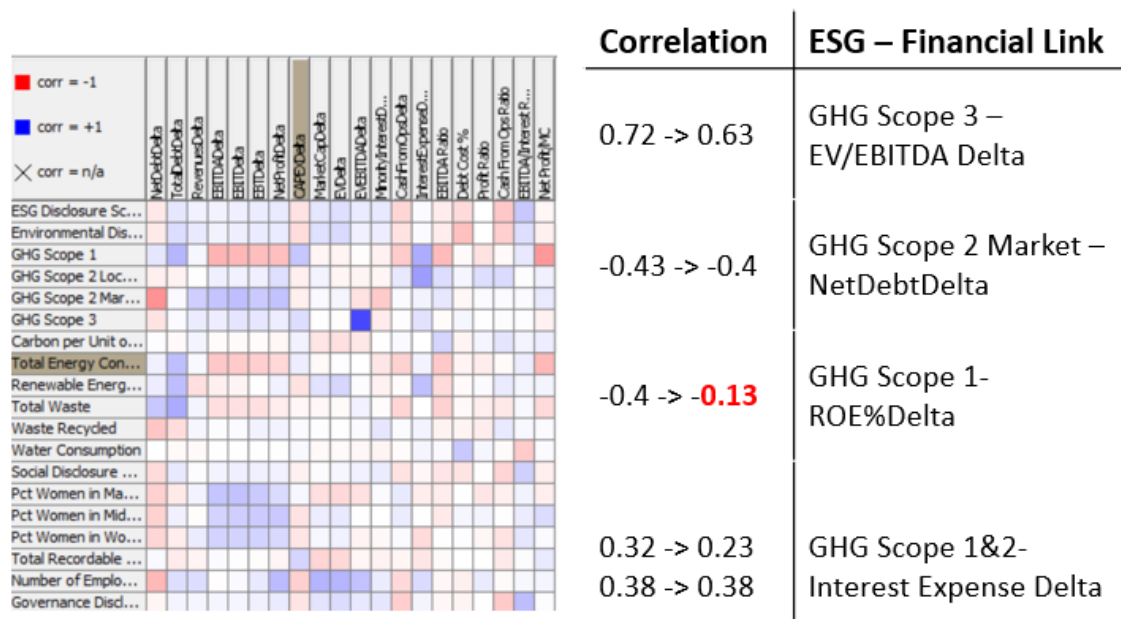 corr = -1
corr = +1
corr = n/a
NetDebtDelta
TotalDebtDelta
RevenuesDelta
EBITDADelta
EBITDelta
EBTDelta
NetProfitDelta
CAPEXDelta
MarketCapDelta
EVDelta
EVEBITDADelta
MinorityInterestD...
CashFromOpsDelta
InterestExpenseD...
EBITDA Ratio
Debt Cost %
Profit Ratio
Cash From Ops Ratio
EBITDA/Interest R...
Net Profit/MC
ESG Disclosure Sc...
Environmental Dis...
GHG Scope 1
GHG Scope 2 Loc...
GHG Scope 2 Mar...
GHG Scope 3
Carbon per Unit o...
Total Energy Con...
Renewable Energ...
Total Waste
Waste Recycled
Water Consumption
Social Disclosure ...
Pct Women in Ma...
Pct Women in Mid...
Pct Women in Wo...
Total Recordable ...
Number of Emplo...
Governance Discl...
Correlation ESG – Financial Link
0.72 -> 0.63 GHG Scope 3 –
EV/EBITDA Delta
-0.43 -> -0.4 GHG Scope 2 Market –
NetDebtDelta
-0.4 -> -0.13 GHG Scope 1-
ROE%Delta
0.32 -> 0.23 GHG Scope 1&2-
0.38 -> 0.38 Interest Expense Delta